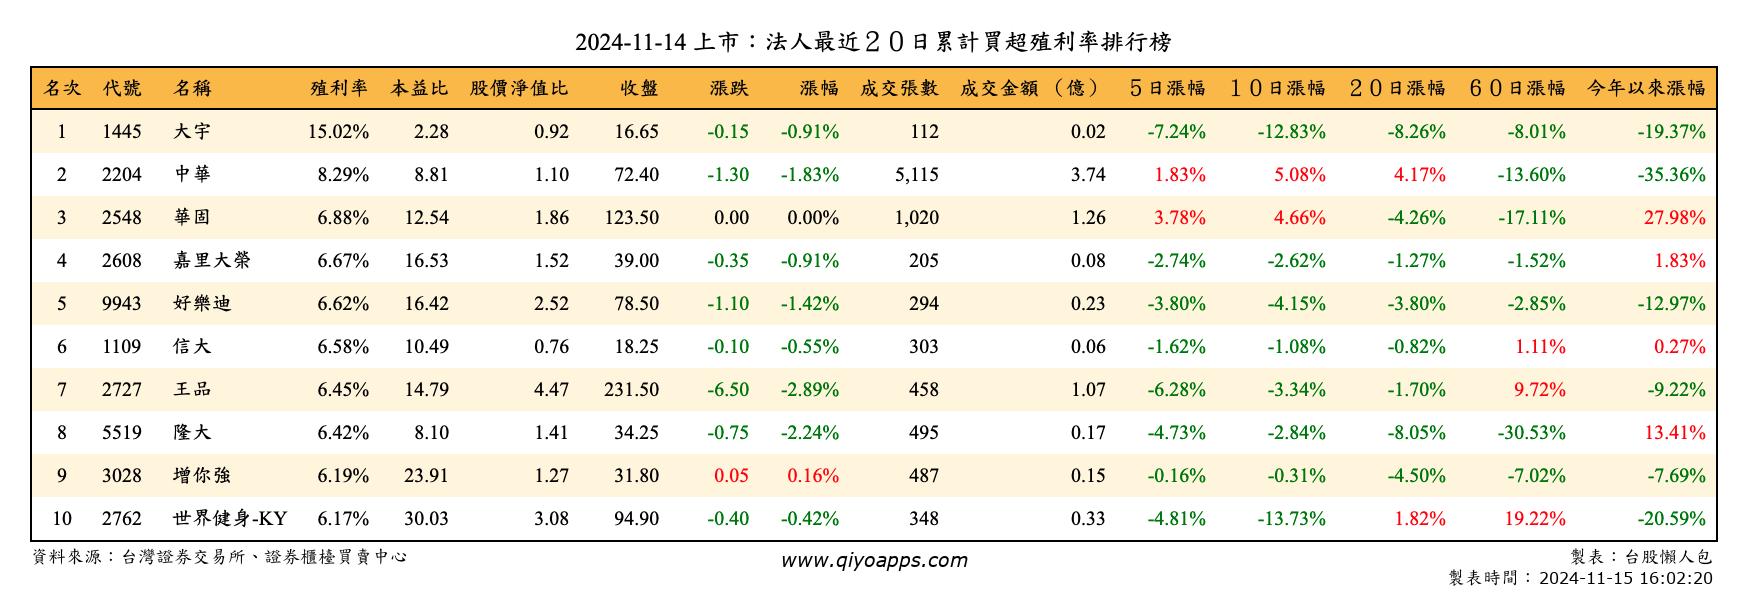 2024-11-14 上市：法人最近２０日累計買超殖利率排行榜
名次 代號 名稱 殖利率 本益比 股價淨值比 收盤 漲跌 漲幅 成交張數 成交金額（億） ５日漲幅 １０日漲幅 ２０日漲幅 ６０日漲幅 今年以來漲幅
1 1445 大宇 15.02% 2.28 0.92 16.65 -0.15 -0.91% 112 0.02 -7.24% -12.83% -8.26% -8.01% -19.37%
2 2204 中華 8.29% 8.81 1.10 72.40 -1.30 -1.83% 5,115 3.74 1.83% 5.08% 4.17% -13.60% -35.36%
3 2548 華固 6.88% 12.54 1.86 123.50 0.00 0.00% 1,020 1.26 3.78% 4.66% -4.26% -17.11% 27.98%
4 2608 嘉里大榮 6.67% 16.53 1.52 39.00 -0.35 -0.91% 205 0.08 -2.74% -2.62% -1.27% -1.52% 1.83%
5 9943 好樂迪 6.62% 16.42 2.52 78.50 -1.10 -1.42% 294 0.23 -3.80% -4.15% -3.80% -2.85% -12.97%
6 1109 信大 6.58% 10.49 0.76 18.25 -0.10 -0.55% 303 0.06 -1.62% -1.08% -0.82% 1.11% 0.27%
7 2727 王品 6.45% 14.79 4.47 231.50 -6.50 -2.89% 458 1.07 -6.28% -3.34% -1.70% 9.72% -9.22%
8 5519 隆大 6.42% 8.10 1.41 34.25 -0.75 -2.24% 495 0.17 -4.73% -2.84% -8.05% -30.53% 13.41%
9 3028 增你強 6.19% 23.91 1.27 31.80 0.05 0.16% 487 0.15 -0.16% -0.31% -4.50% -7.02% -7.69%
10 2762 世界健身-KY 6.17% 30.03 3.08 94.90 -0.40 -0.42% 348 0.33 -4.81% -13.73% 1.82% 19.22% -20.59%
資料來源：台灣證券交易所、證券櫃檯買賣中心 www.qiyoapps.com 製表：台股懶人包
製表時間：2024-11-15 16:02:20